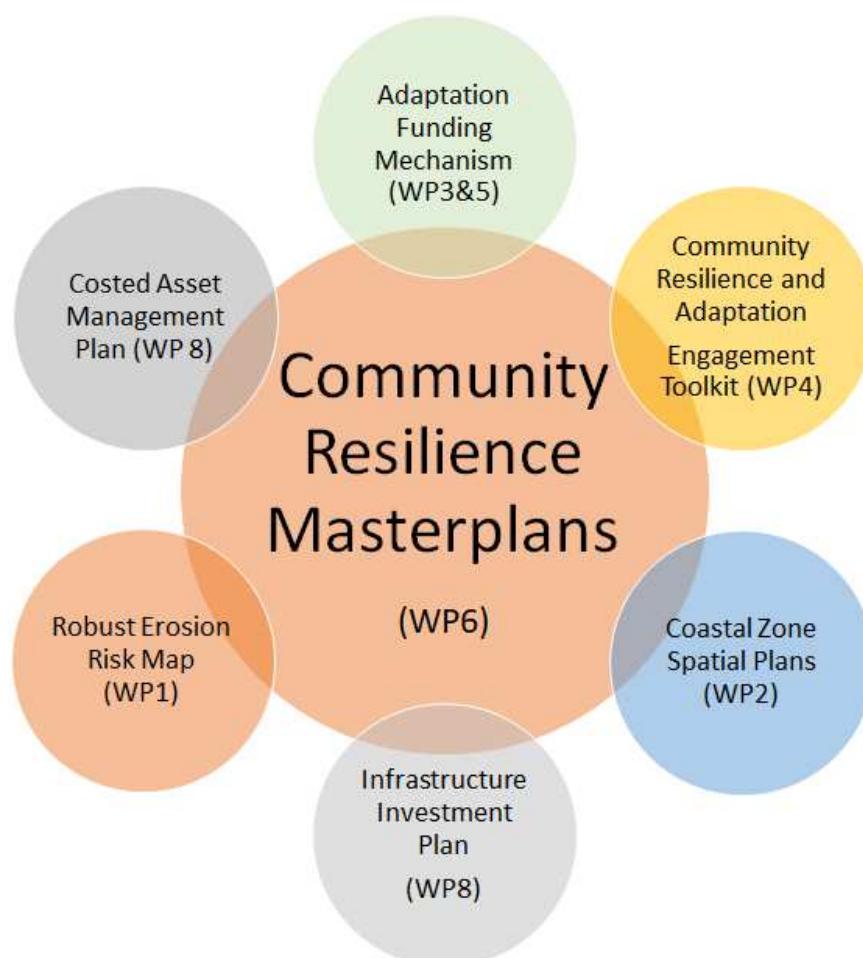 Adaptation
Funding
Mechanism
(WP3&5)
Community
Resilience and
Adaptation
Engagement
Toolkit (WP4)
Costed Asset
Management
Plan (WP 8)
Community
Resilience
Masterplans
(WP6)
Robust Erosion
Risk Map
(WP1)
Coastal Zone
Spatial Plans
(WP2)
Infrastructure
Investment
Plan
(WP8)